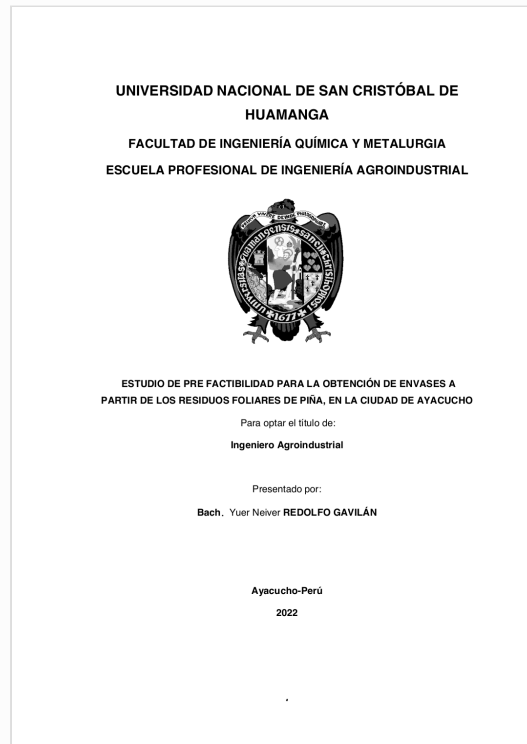 UNIVERSIDAD NACIONAL DE SAN CRISTÓBAL DE
HUAMANGA
FACULTAD DE INGENIERÍA QUÍMICA Y METALURGIA
ESCUELA PROFESIONAL DE INGENIERÍA AGROINDUSTRIAL
1677
ESTUDIO DE PRE FACTIBILIDAD PARA LA OBTENCIÓN DE ENVASES A
PARTIR DE LOS RESIDUOS FOLIARES DE PIÑA, EN LA CIUDAD DE AYACUCHO
Para optar el título de:
Ingeniero Agroindustrial
Presentado por:
Bach. Yuer Neiver REDOLFO GAVILÁN
Ayacucho-Perú
2022
.